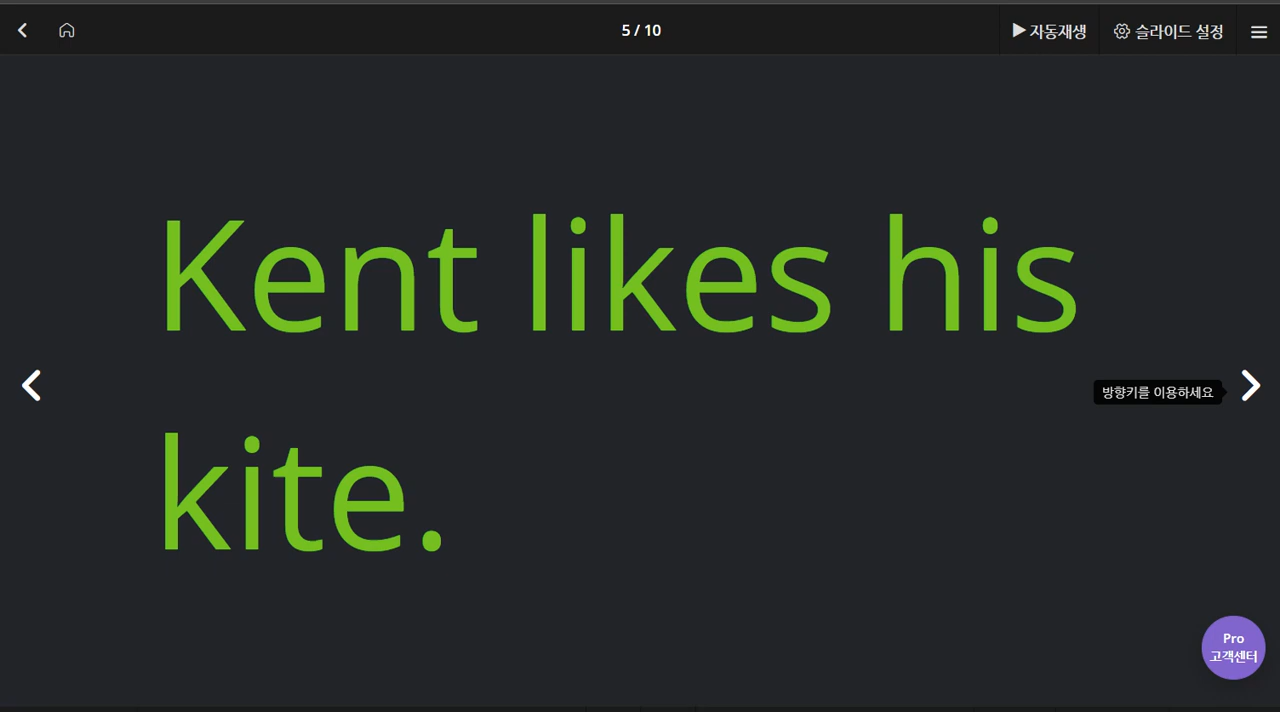 5 / 10
▶ 자동재생
슬라이드 설정
Kent likes his
방향키를 이용하세요
kite.
Pro
고객센터